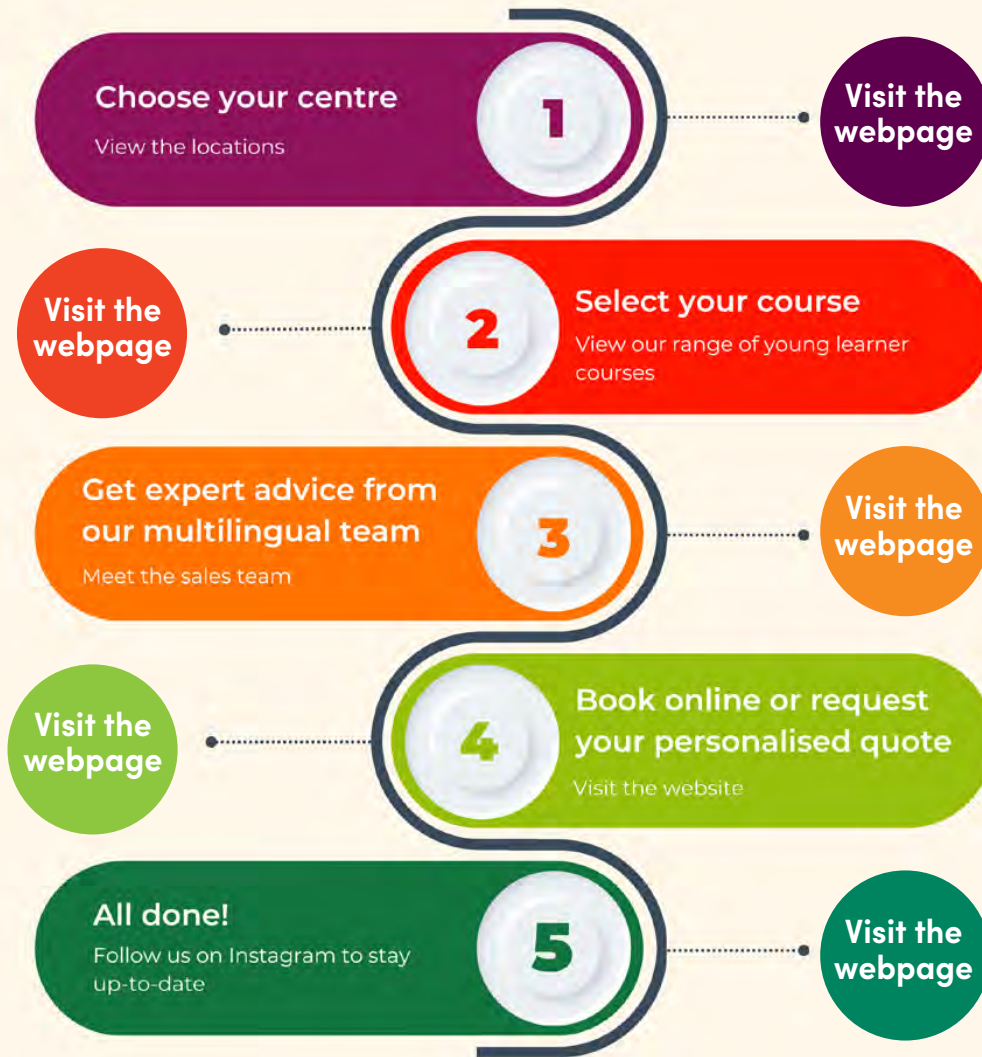 Choose your centre
View the locations
1
Visit the
webpage
Visit the
webpage
2
Select your course
View our range of young learner
courses
Get expert advice from
our multilingual team
Meet the sales team
3
Visit the
webpage
Visit the
webpage
4
Book online or request
your personalised quote
Visit the website
All done!
Follow us on Instagram to stay
up-to-date
5
Visit the
webpage